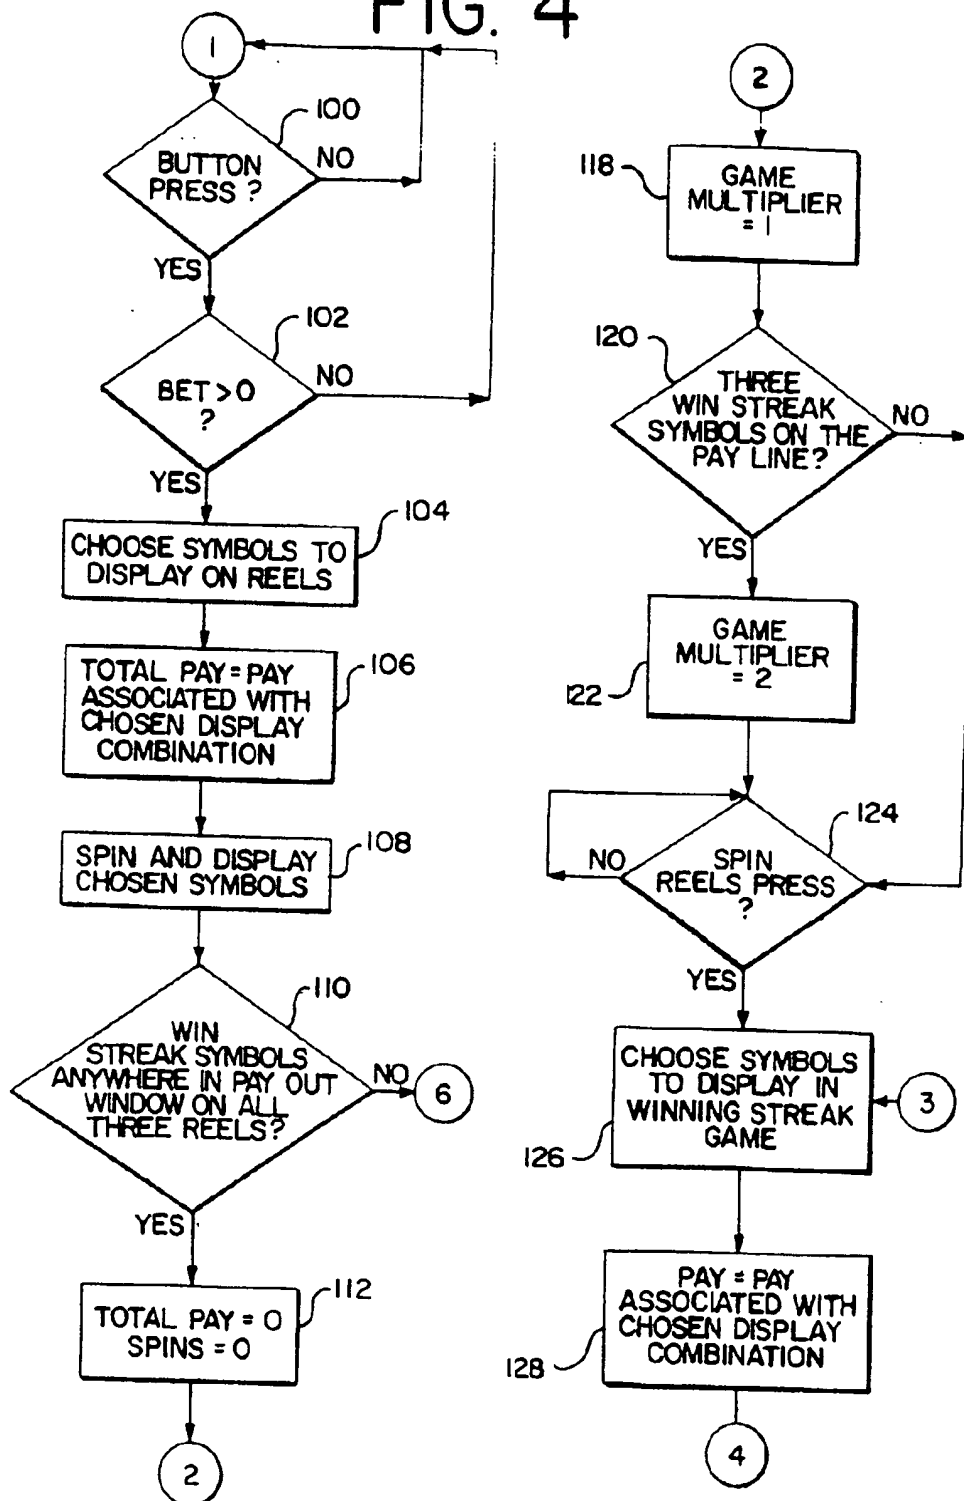 FIG. 4
1
100
BUTTON
PRESS ?
NO
YES
102
BET > 0
?
NO
YES
104
CHOOSE SYMBOLS TO
DISPLAY ON REELS
106
TOTAL PAY = PAY
ASSOCIATED WITH
CHOSEN DISPLAY
COMBINATION
108
SPIN AND DISPLAY
CHOSEN SYMBOLS
110
WIN
STREAK SYMBOLS
ANYWHERE IN PAY OUT
WINDOW ON ALL
THREE REELS?
NO
6
YES
112
TOTAL PAY = 0
SPINS = 0
2
2
118
GAME
MULTIPLIER
= 1
120
THREE
WIN STREAK
SYMBOLS ON THE
PAY LINE?
NO
YES
GAME
MULTIPLIER
= 2
122
124
SPIN
REELS PRESS
?
NO
YES
CHOOSE SYMBOLS
TO DISPLAY IN
WINNING STREAK
GAME
3
126
PAY = PAY
ASSOCIATED WITH
CHOSEN DISPLAY
COMBINATION
128
4